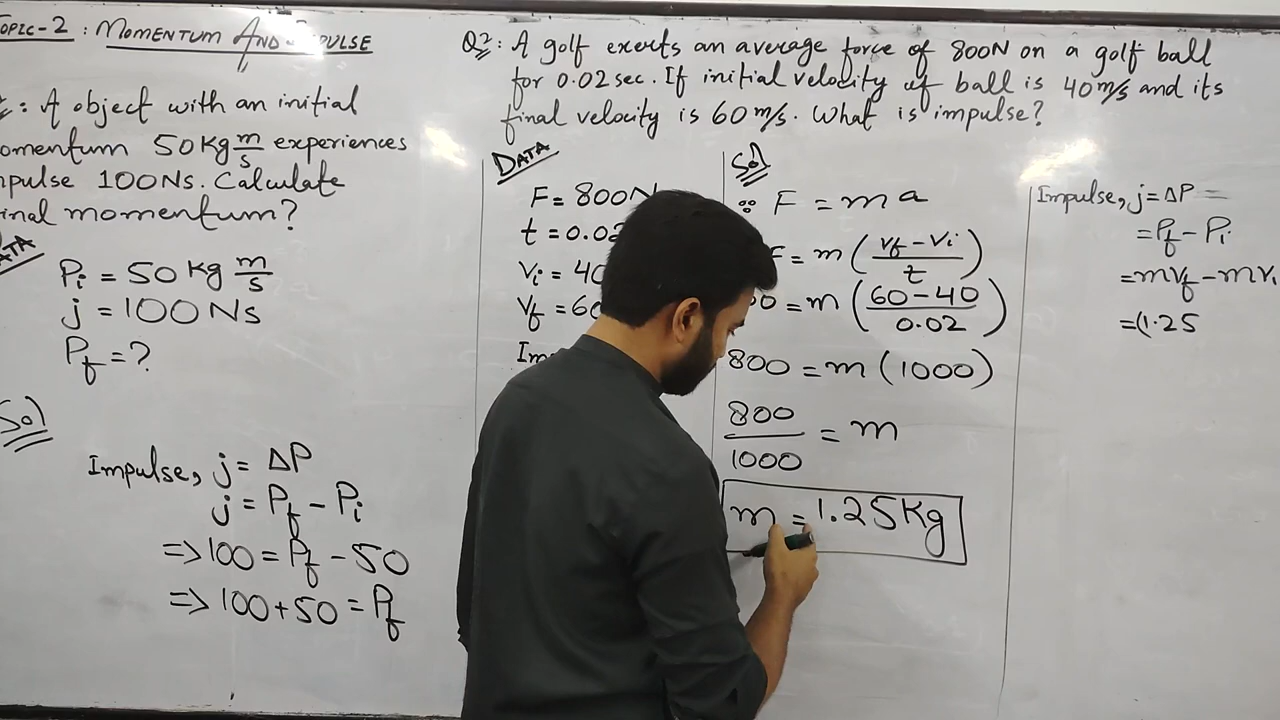 TOPIC-2 : MOMENTUM AND IMPULSE
: A object with an initial
momentum 50 Kg m/s experiences
impulse 100 Ns. Calculate
final momentum?
DATA
Pi = 50 kg m/s
j = 100 Ns
Pf = ?
Sol
Impulse, j = ΔP
j = Pf - Pi
=> 100 = Pf - 50
=> 100 + 50 = Pf
Q2: A golf exerts an average force of 800N on a golf ball
for 0.02 sec. If initial velocity of ball is 40 m/s and its
final velocity is 60 m/s. What is impulse?
DATA
F = 800N
t = 0.02
Vi = 40
Vf = 60
Im
Sol
∵ F = ma
F = m (Vf - Vi / t)
00 = m (60 - 40 / 0.02)
800 = m (1000)
800 / 1000 = m
m = 1.25 Kg
Impulse, j = ΔP =
= Pf - Pi
= mVf - mVi
= (1.25